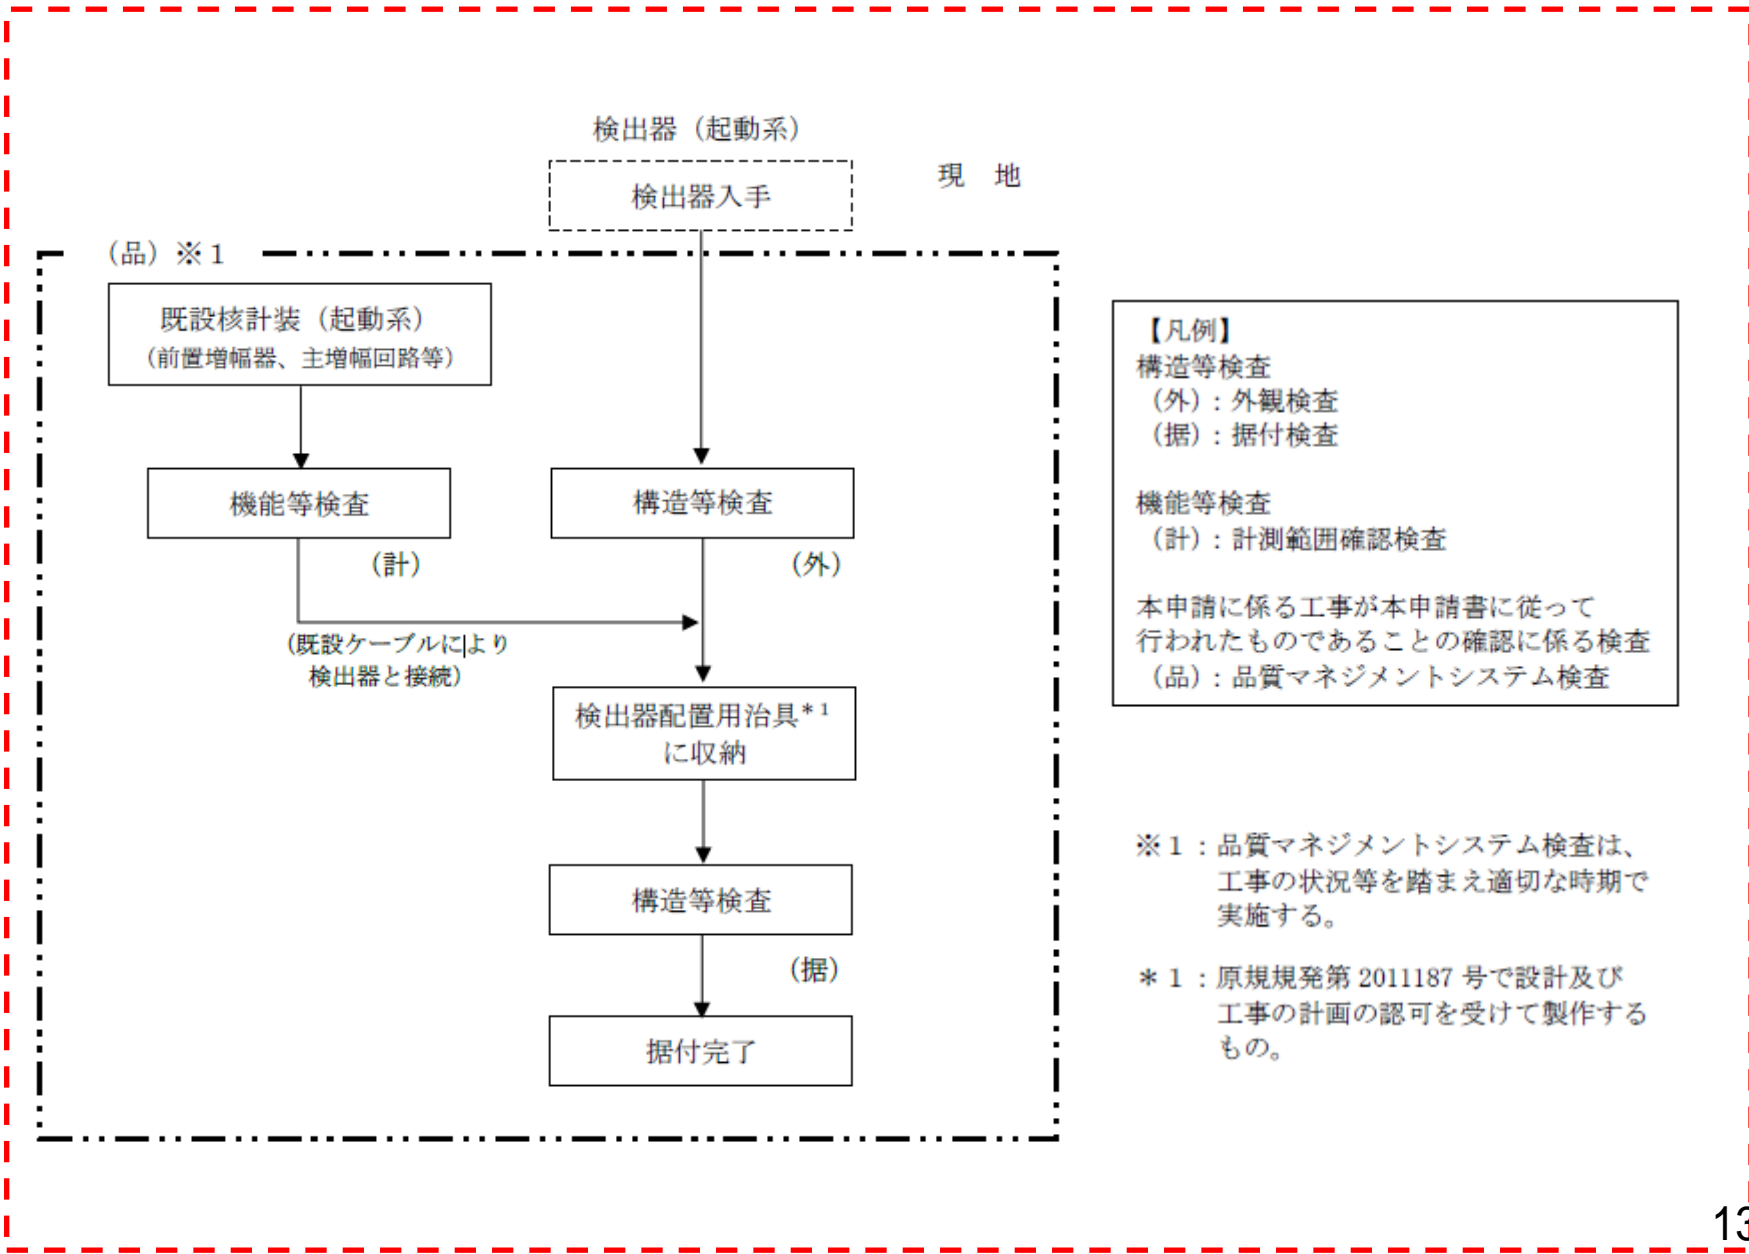 検出器（起動系）
検出器入手
現　地
（品）※１
既設核計装（起動系）
（前置増幅器、主増幅回路等）
機能等検査
（計）
構造等検査
（外）
（既設ケーブルにより
検出器と接続）
検出器配置用治具＊１
に収納
構造等検査
（据）
据付完了
【凡例】
構造等検査
（外）：外観検査
（据）：据付検査
機能等検査
（計）：計測範囲確認検査
本申請に係る工事が本申請書に従って
行われたものであることの確認に係る検査
（品）：品質マネジメントシステム検査
※１：品質マネジメントシステム検査は、
工事の状況等を踏まえ適切な時期で
実施する。
＊１：原規規発第 2011187 号で設計及び
工事の計画の認可を受けて製作する
もの。
13